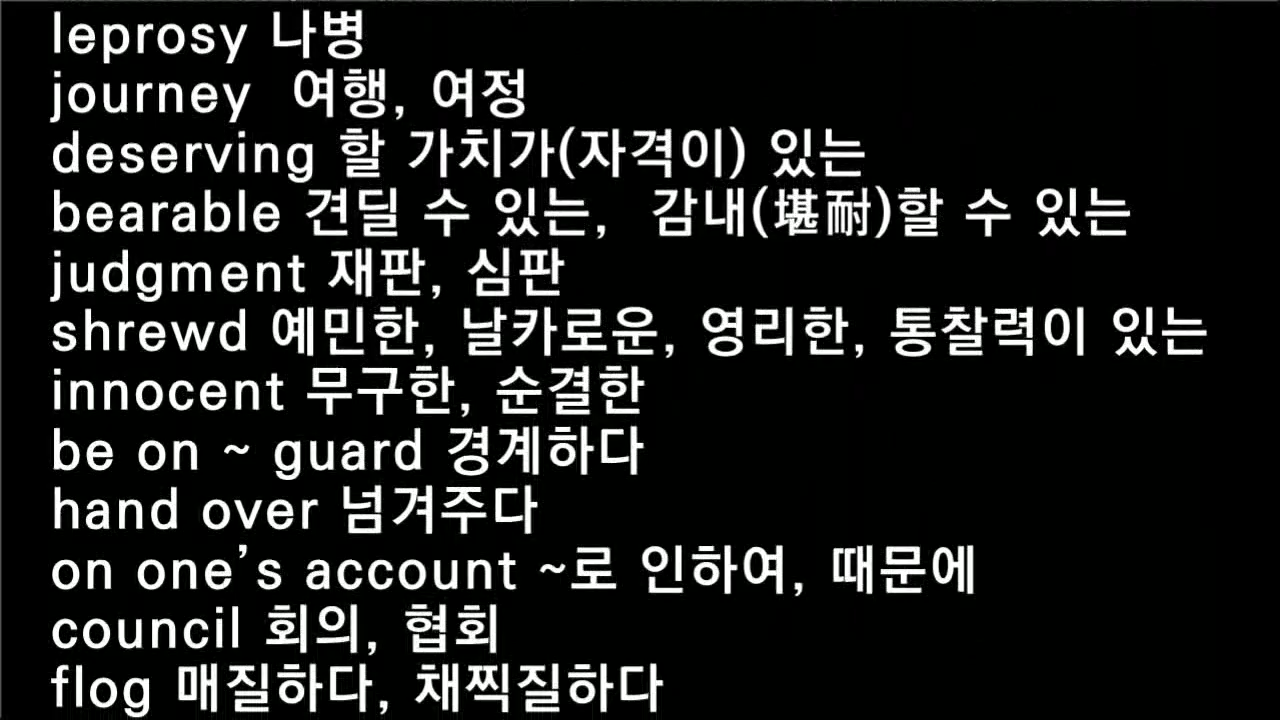 leprosy 나병
journey 여행, 여정
deserving 할 가치가(자격이) 있는
bearable 견딜 수 있는, 감내(堪耐)할 수 있는
judgment 재판, 심판
shrewd 예민한, 날카로운, 영리한, 통찰력이 있는
innocent 무구한, 순결한
be on ~ guard 경계하다
hand over 넘겨주다
on one’s account ~로 인하여, 때문에
council 회의, 협회
flog 매질하다, 채찍질하다